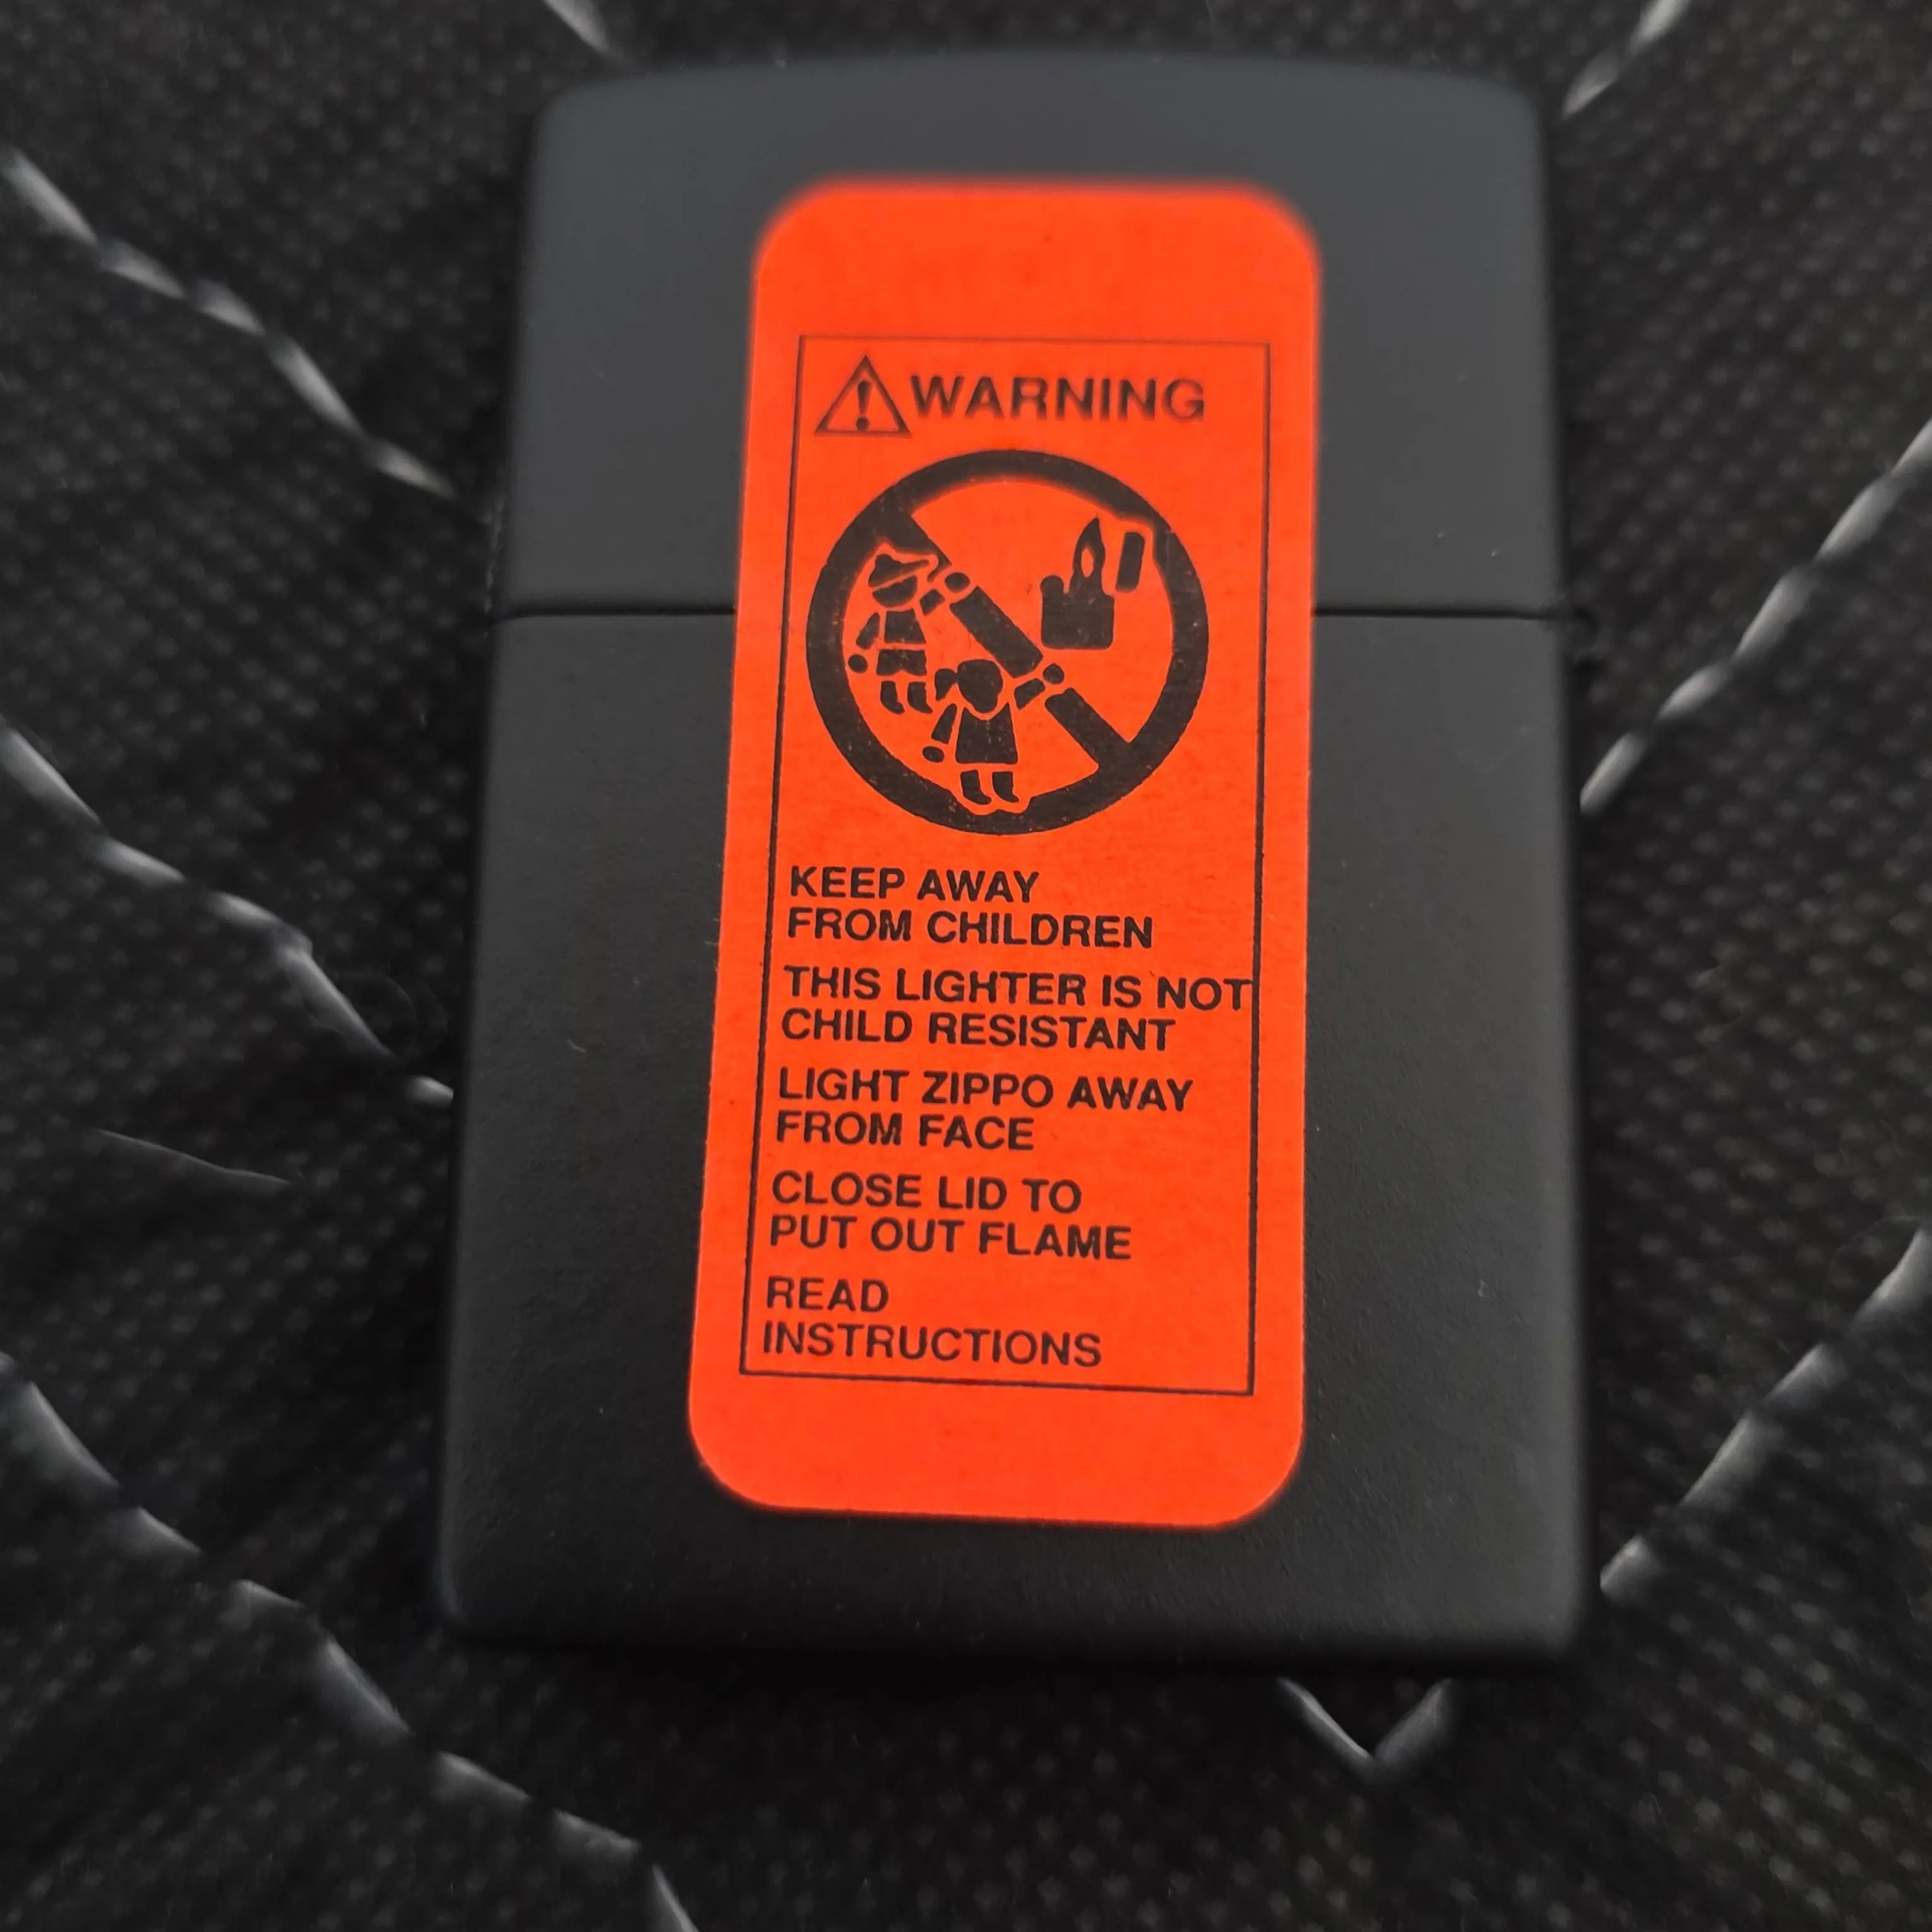 WARNING
KEEP AWAY
FROM CHILDREN
THIS LIGHTER IS NOT
CHILD RESISTANT
LIGHT ZIPPO AWAY
FROM FACE
CLOSE LID TO
PUT OUT FLAME
READ
INSTRUCTIONS